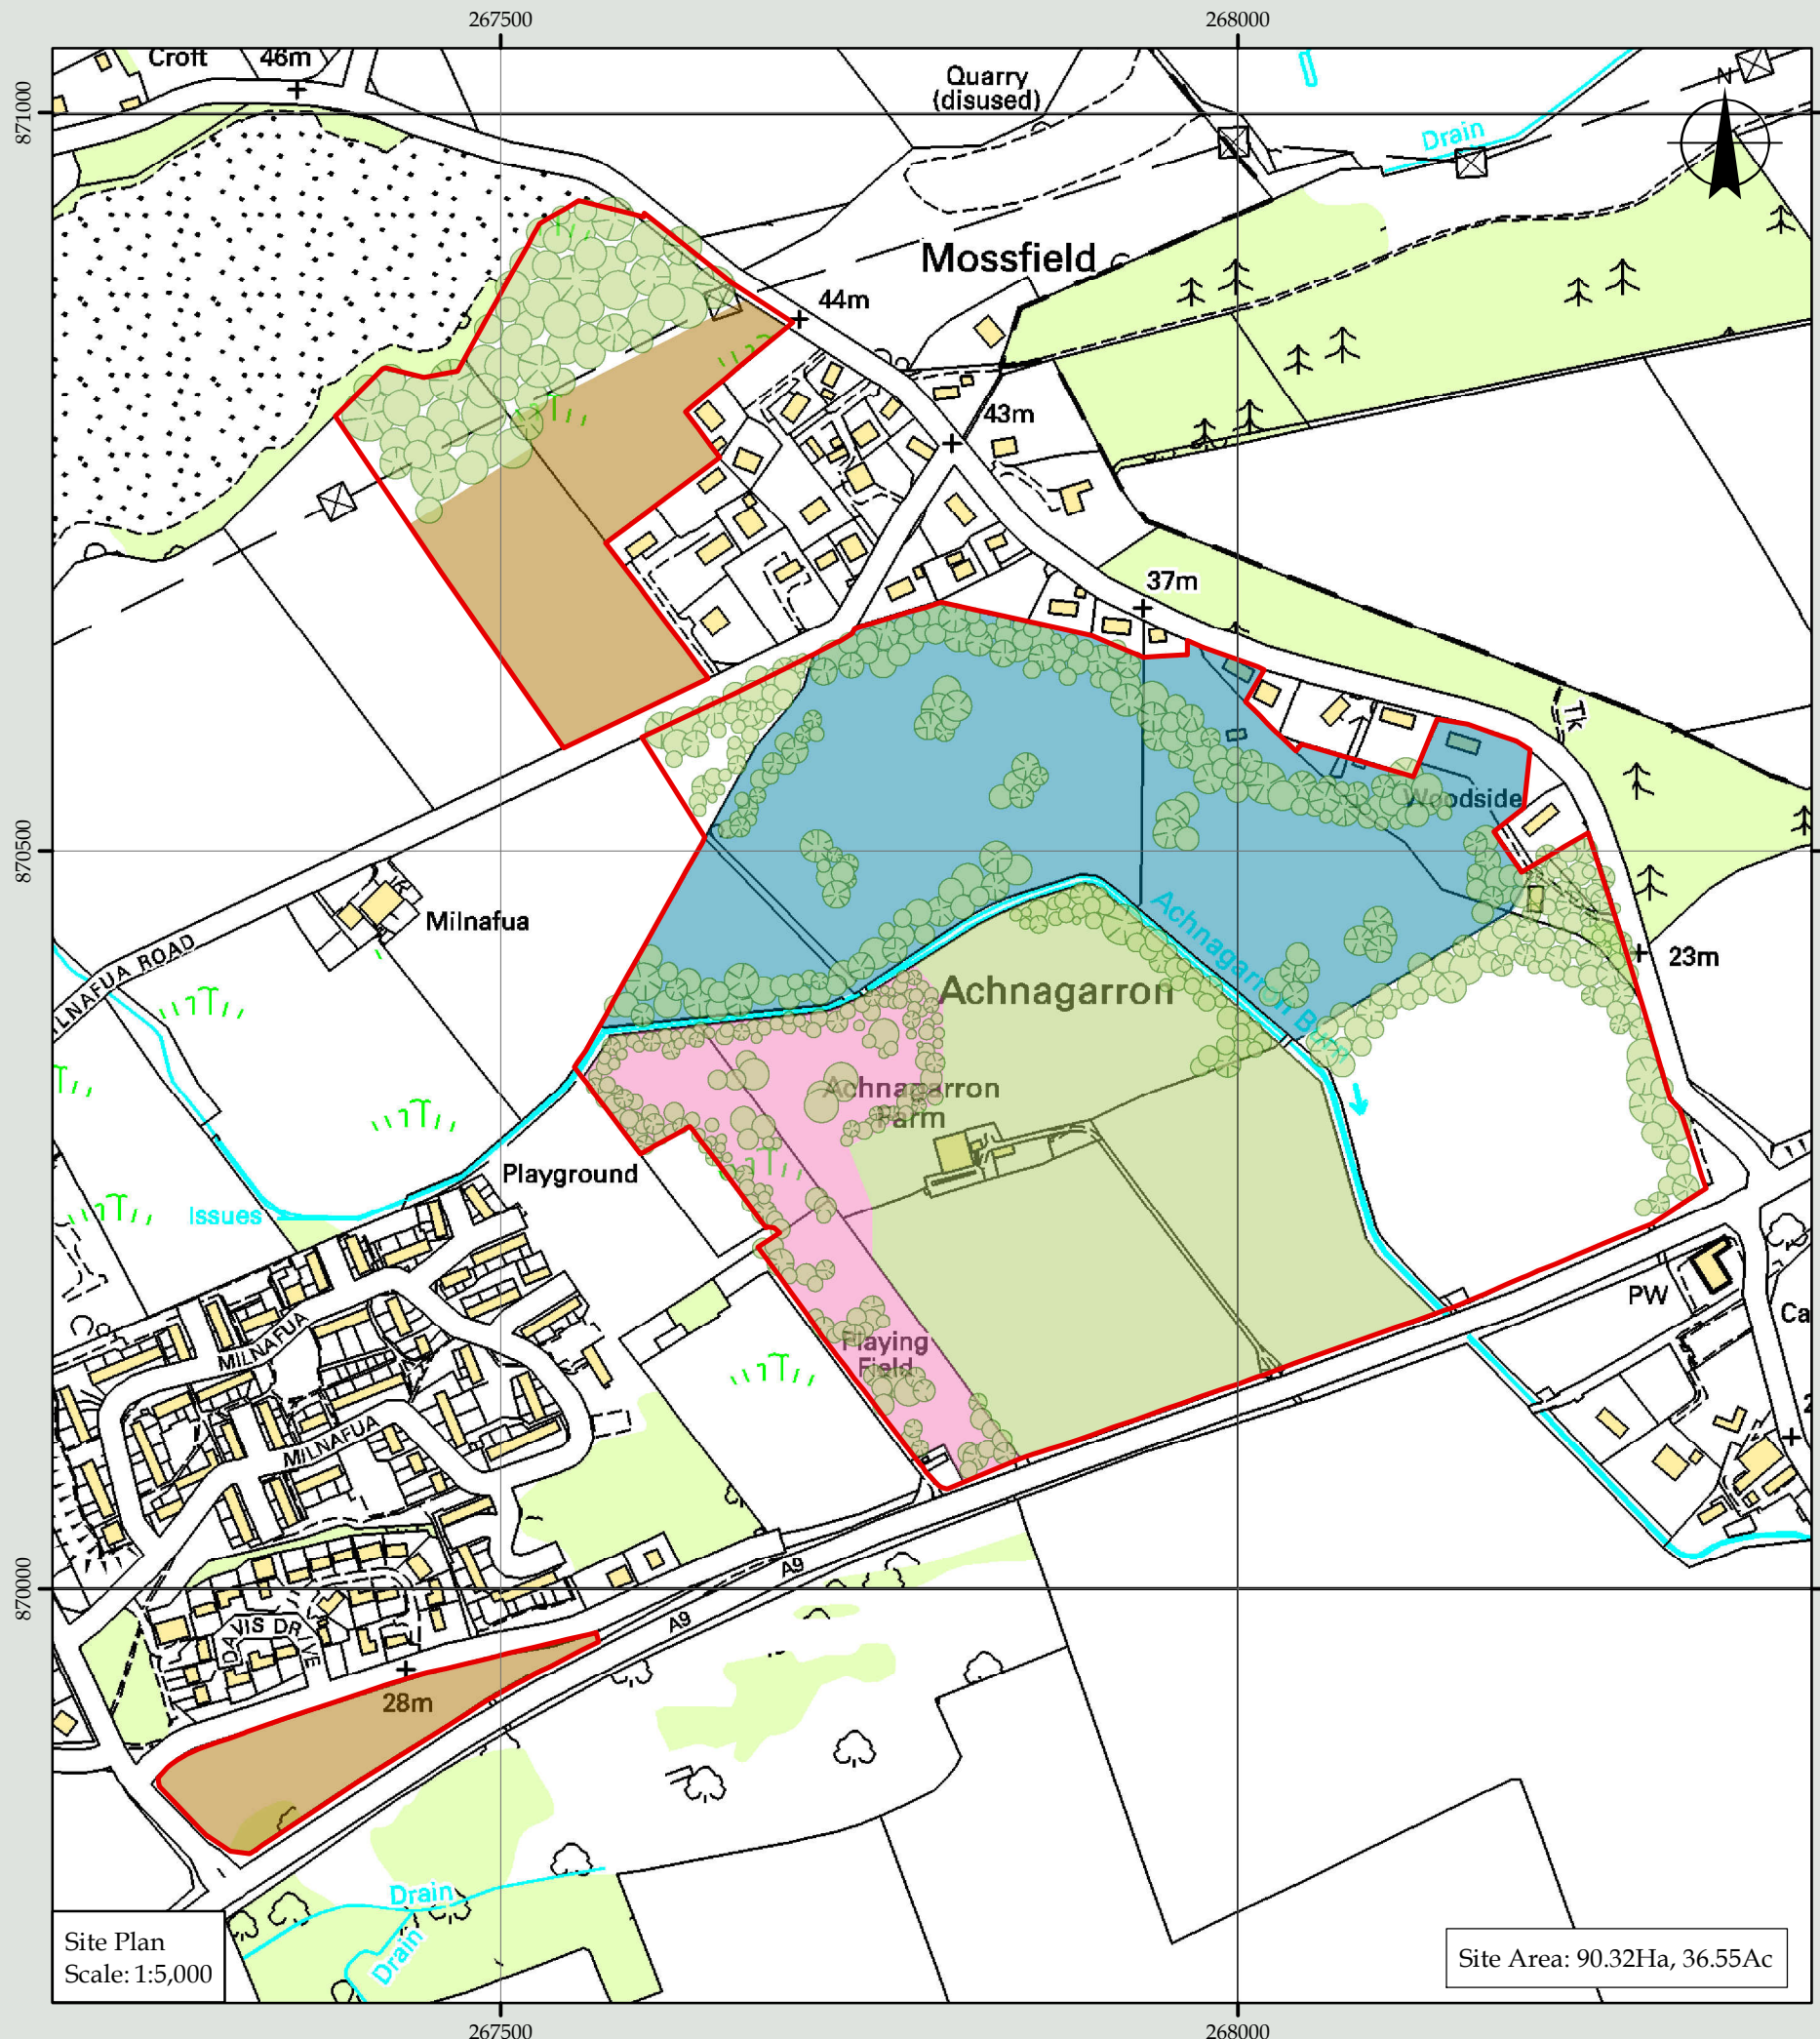 267500
268000
Croft
46m
Quarry
(disused)
N
871000
Drain
Mossfield
44m
43m
37m
Tk
Woodside
870500
Milnafua
MILNAFUA ROAD
Achnagarron Burn
23m
Achnagarron
Achnagarron
Farm
Playground
Issues
PW
Ca
MILNAFUA
Playing
Field
MILNAFUA
2
A9
870000
A9
DAVIS DRIVE
28m
Drain
Drain
Site Plan
Scale: 1:5,000
Site Area: 90.32Ha, 36.55Ac
267500
268000